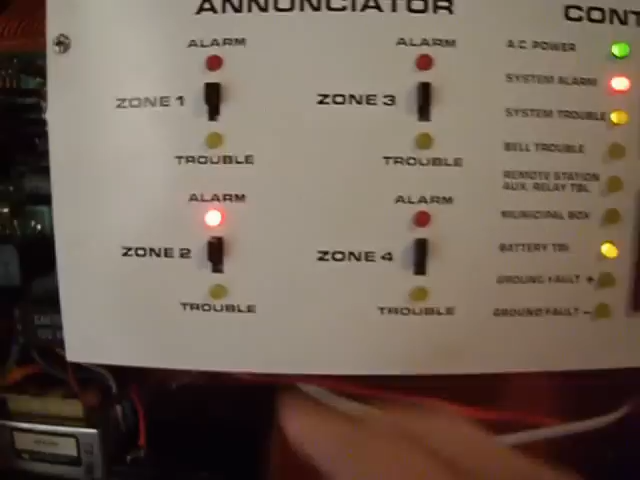 ANNUNCIATOR
CONT
ALARM
ALARM
A.C. POWER
ZONE 1
ZONE 3
SYSTEM ALARM
SYSTEM TROUBLE
TROUBLE
TROUBLE
BELL TROUBLE
REMOTE STATION
AUX. RELAY TBL
ALARM
ALARM
MUNICIPAL BOX
ZONE 2
ZONE 4
BATTERY TBL
GROUND FAULT +
TROUBLE
TROUBLE
GROUND FAULT -